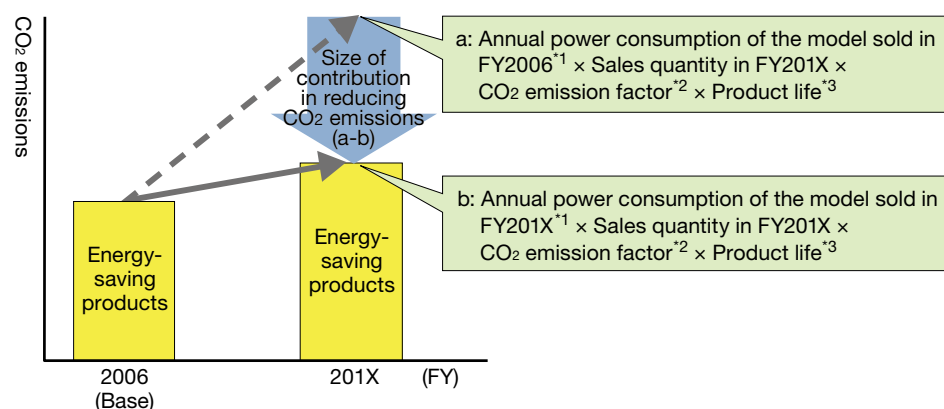 CO2 emissions
Size of
contribution
in reducing
CO2 emissions
(a-b)
a: Annual power consumption of the model sold in
FY2006*1 × Sales quantity in FY201X ×
CO2 emission factor*2 × Product life*3
b: Annual power consumption of the model sold in
FY201X*1 × Sales quantity in FY201X ×
CO2 emission factor*2 × Product life*3
Energy-
saving
products
Energy-
saving
products
2006
(Base)
201X
(FY)